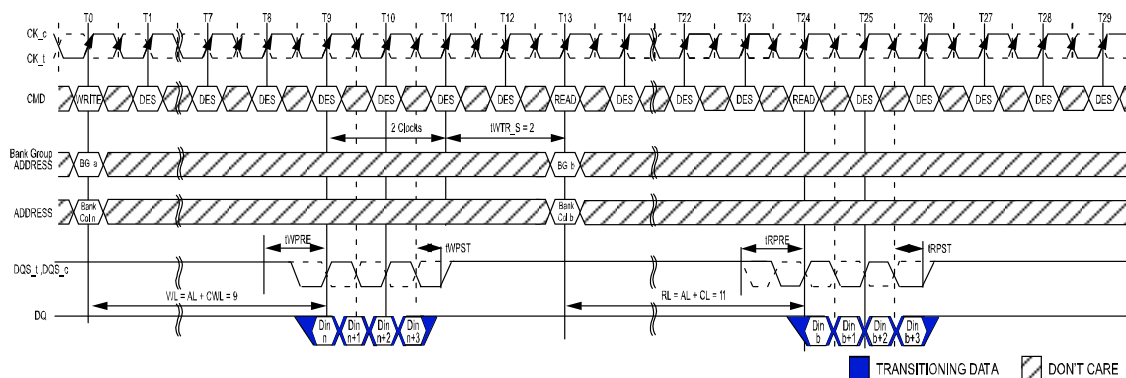 T0 T1 T7 T8 T9 T10 T11 T12 T13 T14 T22 T23 T24 T25 T26 T27 T28 T29
CK_c
CK_t
CMD WRITE DES DES DES DES DES DES DES READ DES DES DES READ DES DES DES DES DES
2 Clocks tWTR_S = 2
Bank Group
ADDRESS BG a BG b
ADDRESS Bank Col n Bank Col b
tWPRE tWPST tRPRE tRPST
DQS_t ,DQS_c
WL = AL + CWL = 9 RL = AL + CL = 11
DQ Din n Din n+1 Din n+2 Din n+3 Din b Din b+1 Din b+2 Din b+3
TRANSITIONING DATA DON'T CARE